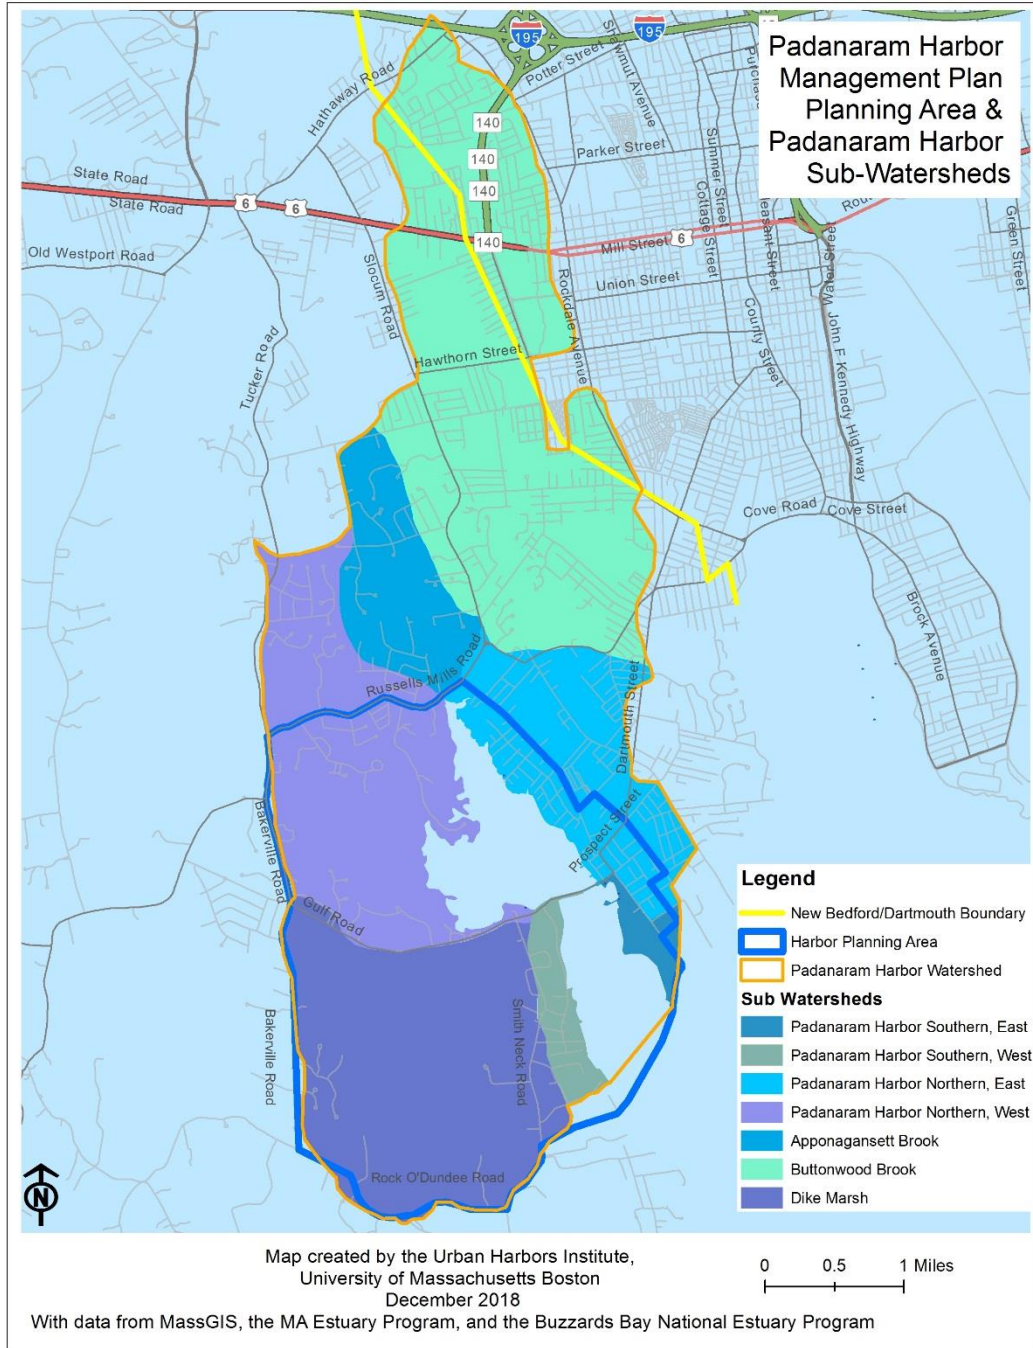 Padanaram Harbor
Management Plan
Planning Area &
Padanaram Harbor
Sub-Watersheds
195
195
Potter Street
Shawmut Avenue
Hathaway Road
140
140
140
140
Parker Street
Summer Street
Cottage Street
State Road
State Road
6
6
Mill Street
6
Green Street
Old Westport Road
Union Street
Slocum Road
Rockdale Avenue
County Street
Water Street
W. John F Kennedy Highway
Tucker Road
Hawthorn Street
Cove Road
Cove Street
Brock Avenue
Russells Mills Road
Dartmouth Street
Prospect Street
Bakerville Road
Gulf Road
Bakerville Road
Smith Neck Road
Rock O'Dundee Road
N
Legend
New Bedford/Dartmouth Boundary
Harbor Planning Area
Padanaram Harbor Watershed
Sub Watersheds
Padanaram Harbor Southern, East
Padanaram Harbor Southern, West
Padanaram Harbor Northern, East
Padanaram Harbor Northern, West
Apponagansett Brook
Buttonwood Brook
Dike Marsh
Map created by the Urban Harbors Institute,
University of Massachusetts Boston
December 2018
0 0.5 1 Miles
With data from MassGIS, the MA Estuary Program, and the Buzzards Bay National Estuary Program